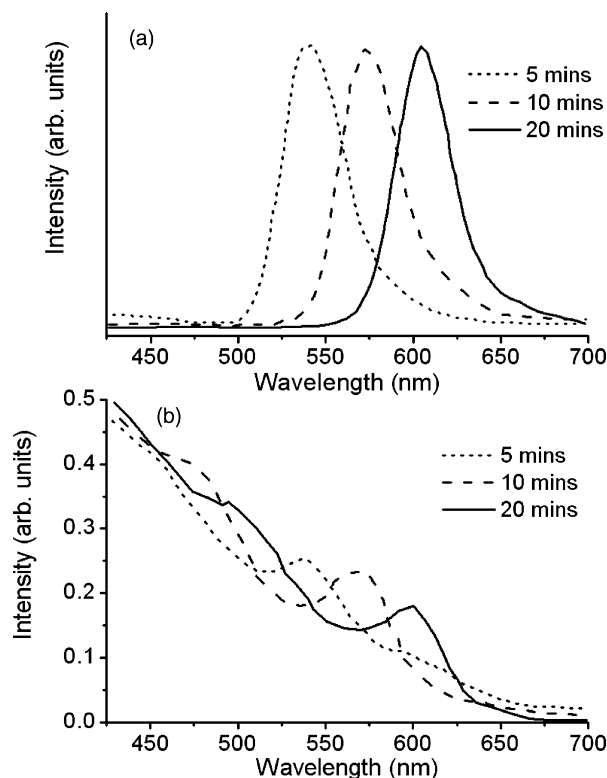 (a)
5 mins
10 mins
20 mins
Intensity (arb. units)
450 500 550 600 650 700
Wavelength (nm)
(b)
5 mins
10 mins
20 mins
Intensity (arb. units)
0.5
0.4
0.3
0.2
0.1
0.0
450 500 550 600 650 700
Wavelength (nm)